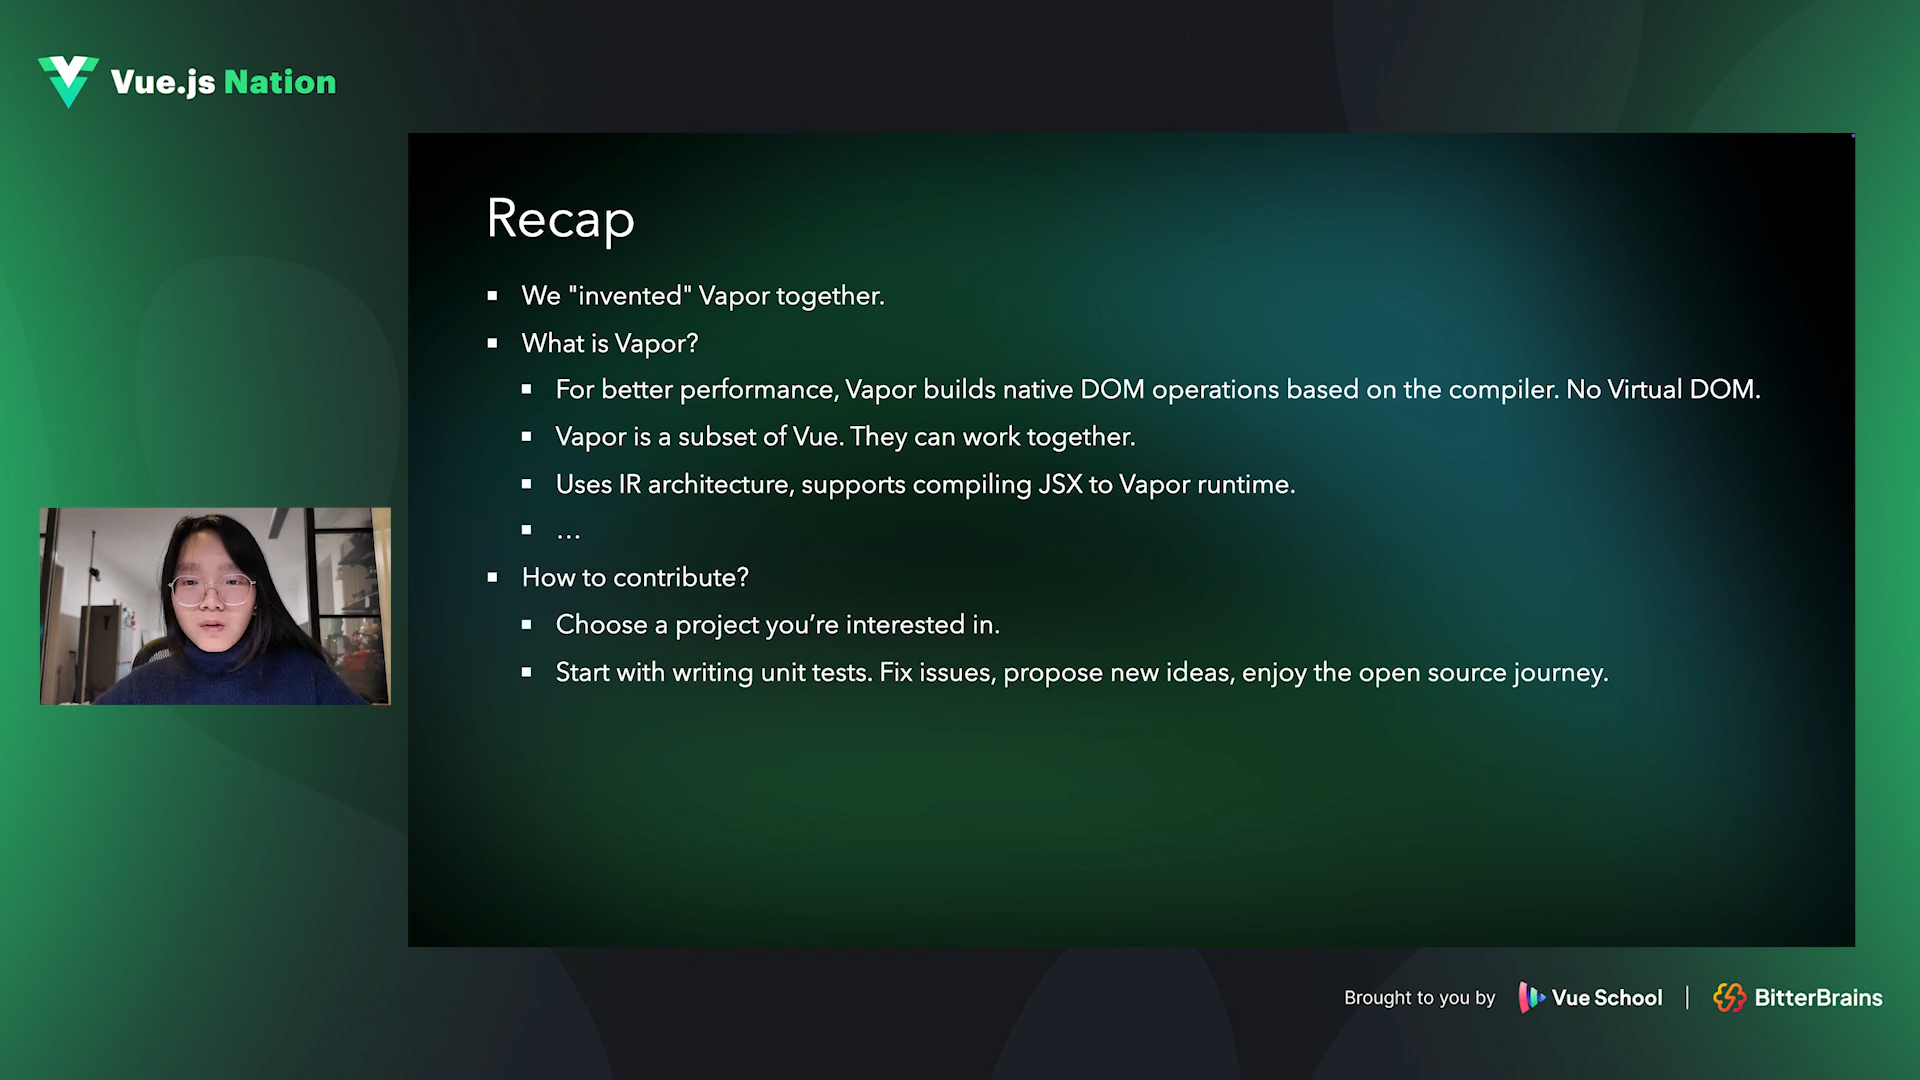 Vue.js Nation
Recap
We "invented" Vapor together.
What is Vapor?
For better performance, Vapor builds native DOM operations based on the compiler. No Virtual DOM.
Vapor is a subset of Vue. They can work together.
Uses IR architecture, supports compiling JSX to Vapor runtime.
…
How to contribute?
Choose a project you’re interested in.
Start with writing unit tests. Fix issues, propose new ideas, enjoy the open source journey.
Brought to you by Vue School | BitterBrains